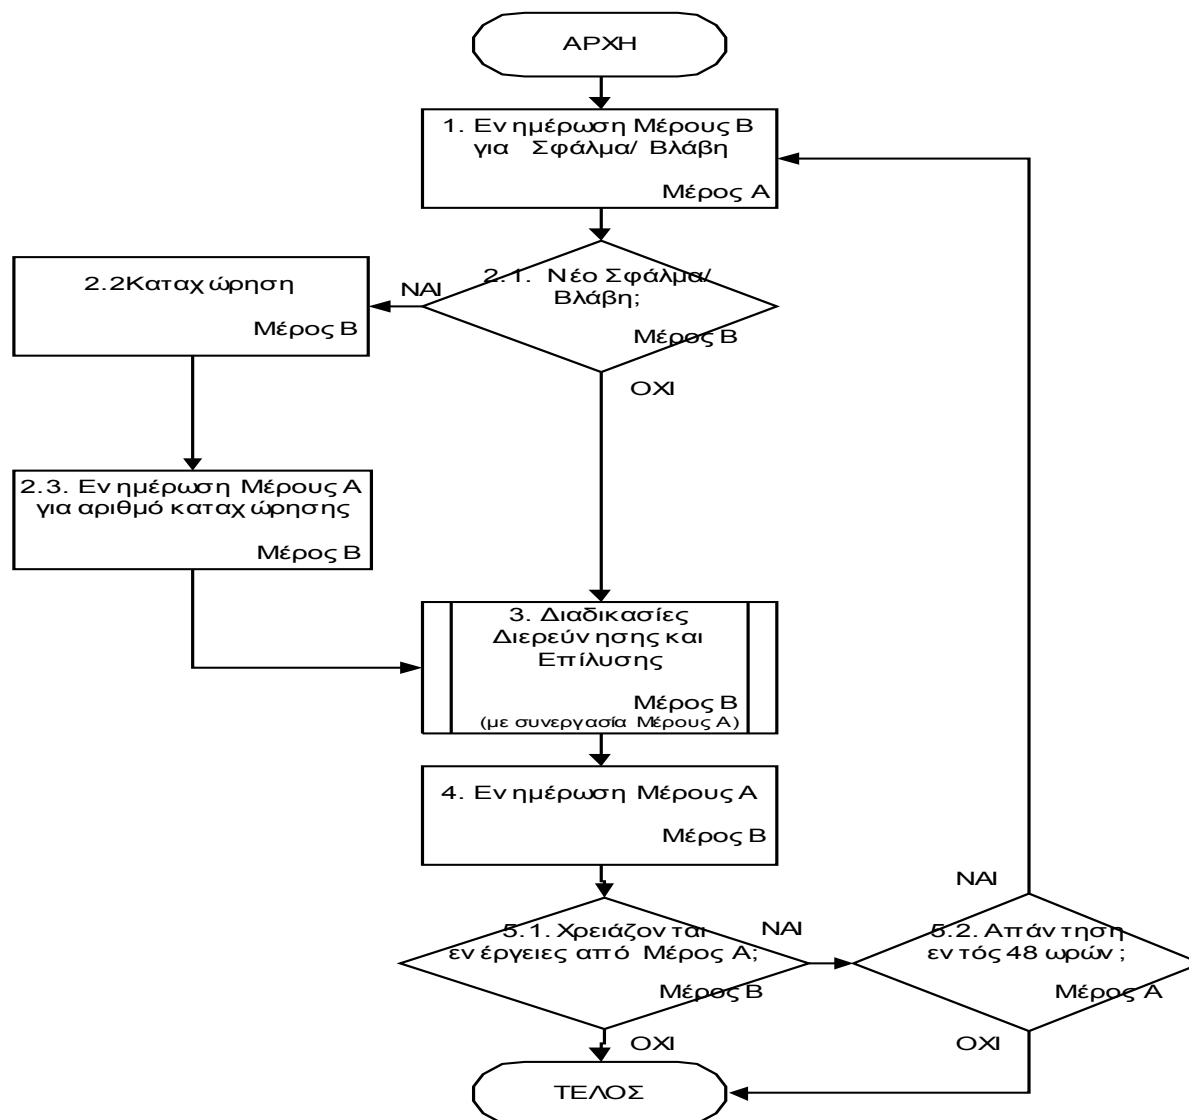 ΑΡΧΗ
1. Ενημέρωση Μέρους Β
για Σφάλμα/ Βλάβη
Μέρος Α
2.1. Νέο Σφάλμα/
Βλάβη;
Μέρος Β
ΝΑΙ
ΟΧΙ
2.2Καταχώρηση
Μέρος Β
2.3. Ενημέρωση Μέρους Α
για αριθμό καταχώρησης
Μέρος Β
3. Διαδικασίες
Διερεύνησης και
Επίλυσης
Μέρος Β
(με συνεργασία Μέρους Α)
4. Ενημέρωση Μέρους Α
Μέρος Β
5.1. Χρειάζονται
ενέργειες από Μέρος Α;
Μέρος Β
ΝΑΙ
ΟΧΙ
5.2. Απάντηση
εντός 48 ωρών;
Μέρος Α
ΝΑΙ
ΟΧΙ
ΤΕΛΟΣ